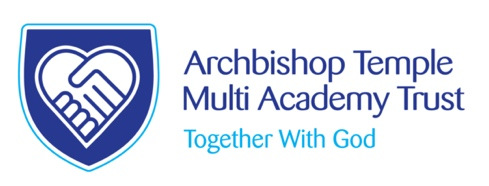 Archbishop Temple
Multi Academy Trust
Together With God